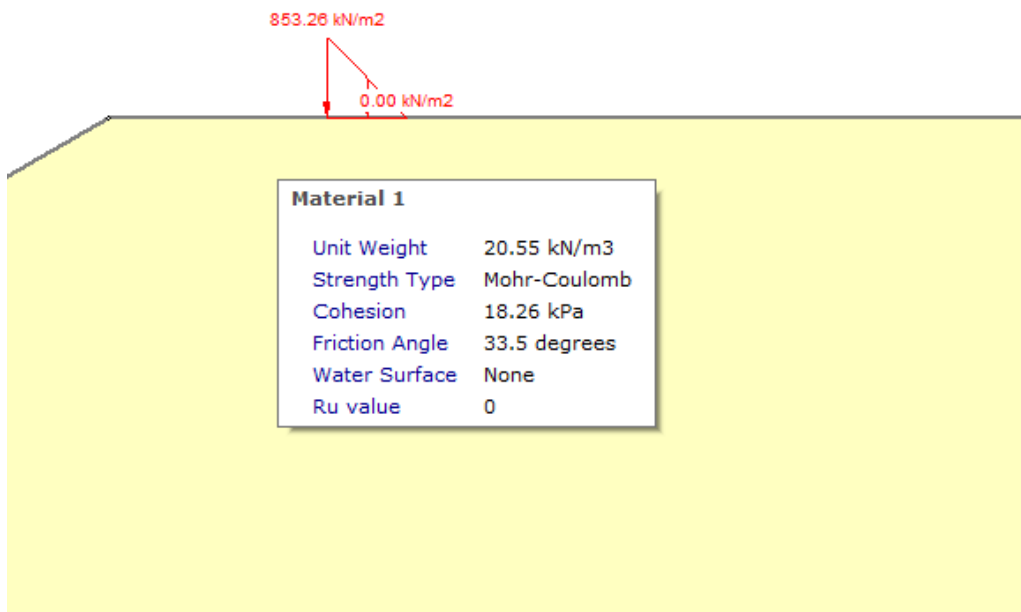 853.26 kN/m2
0.00 kN/m2
Material 1
Unit Weight 20.55 kN/m3
Strength Type Mohr-Coulomb
Cohesion 18.26 kPa
Friction Angle 33.5 degrees
Water Surface None
Ru value 0